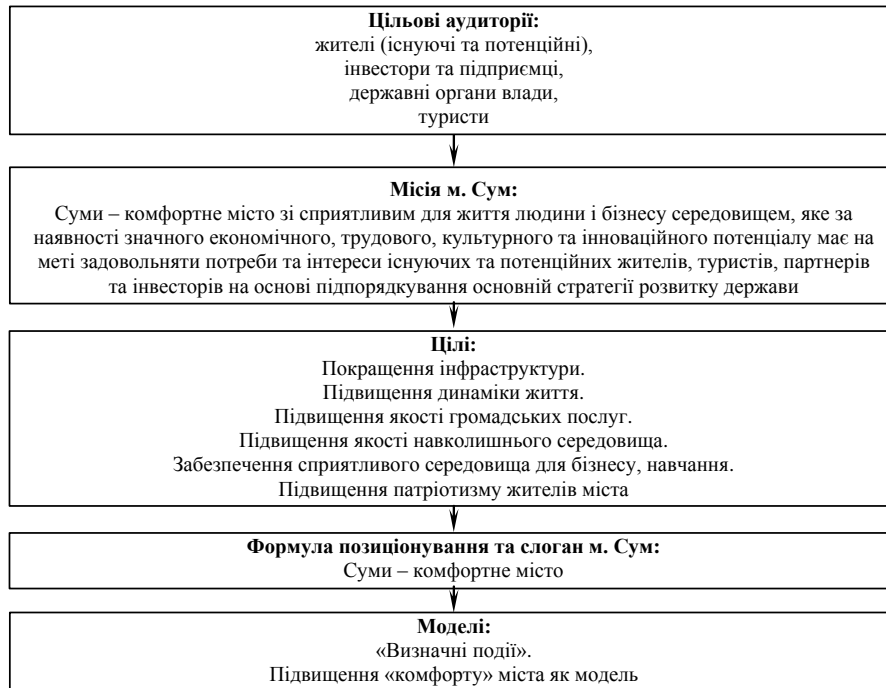 Цільові аудиторії:
жителі (існуючі та потенційні),
інвестори та підприємці,
державні органи влади,
туристи
Місія м. Сум:
Суми – комфортне місто зі сприятливим для життя людини і бізнесу середовищем, яке за
наявності значного економічного, трудового, культурного та інноваційного потенціалу має на
меті задовольняти потреби та інтереси існуючих та потенційних жителів, туристів, партнерів
та інвесторів на основі підпорядкування основній стратегії розвитку держави
Цілі:
Покращення інфраструктури.
Підвищення динаміки життя.
Підвищення якості громадських послуг.
Підвищення якості навколишнього середовища.
Забезпечення сприятливого середовища для бізнесу, навчання.
Підвищення патріотизму жителів міста
Формула позиціонування та слоган м. Сум:
Суми – комфортне місто
Моделі:
«Визначні події».
Підвищення «комфорту» міста як модель